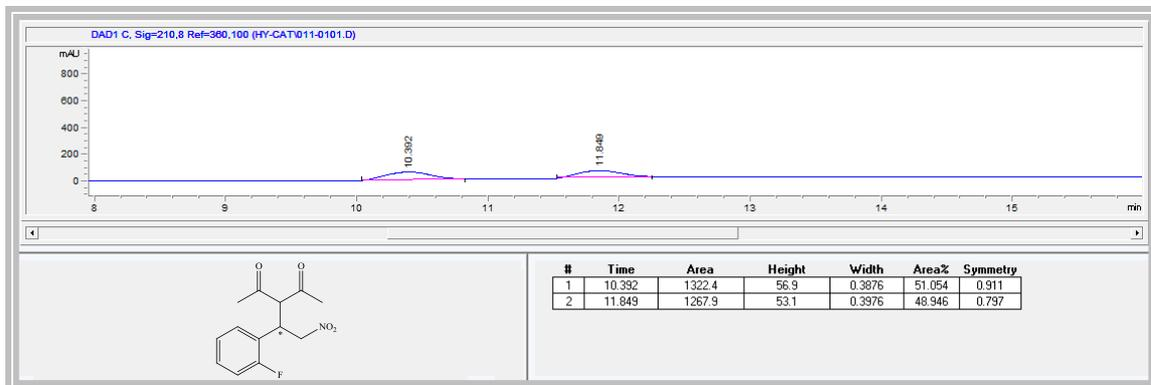 DAD1 C, Sig=210,8 Ref=360,100 (HY-CAT\011-0101.D)
mAU
800
600
400
200
0
10.392
11.849
8 9 10 11 12 13 14 15 min
O O
NO2
*
F
# Time Area Height Width Area% Symmetry
1 10.392 1322.4 56.9 0.3876 51.054 0.911
2 11.849 1267.9 53.1 0.3976 48.946 0.797